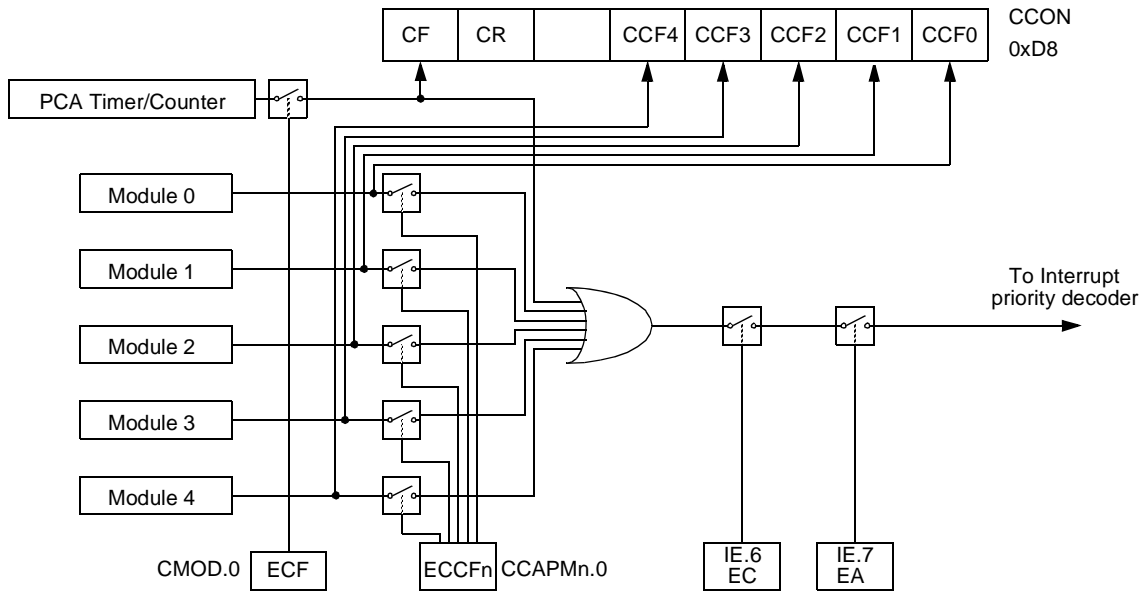 CF CR CCF4 CCF3 CCF2 CCF1 CCF0
CCON
0xD8
PCA Timer/Counter
Module 0
Module 1
Module 2
Module 3
Module 4
To Interrupt
priority decoder
CMOD.0 ECF
ECCFn CCAPMn.0
IE.6
EC
IE.7
EA